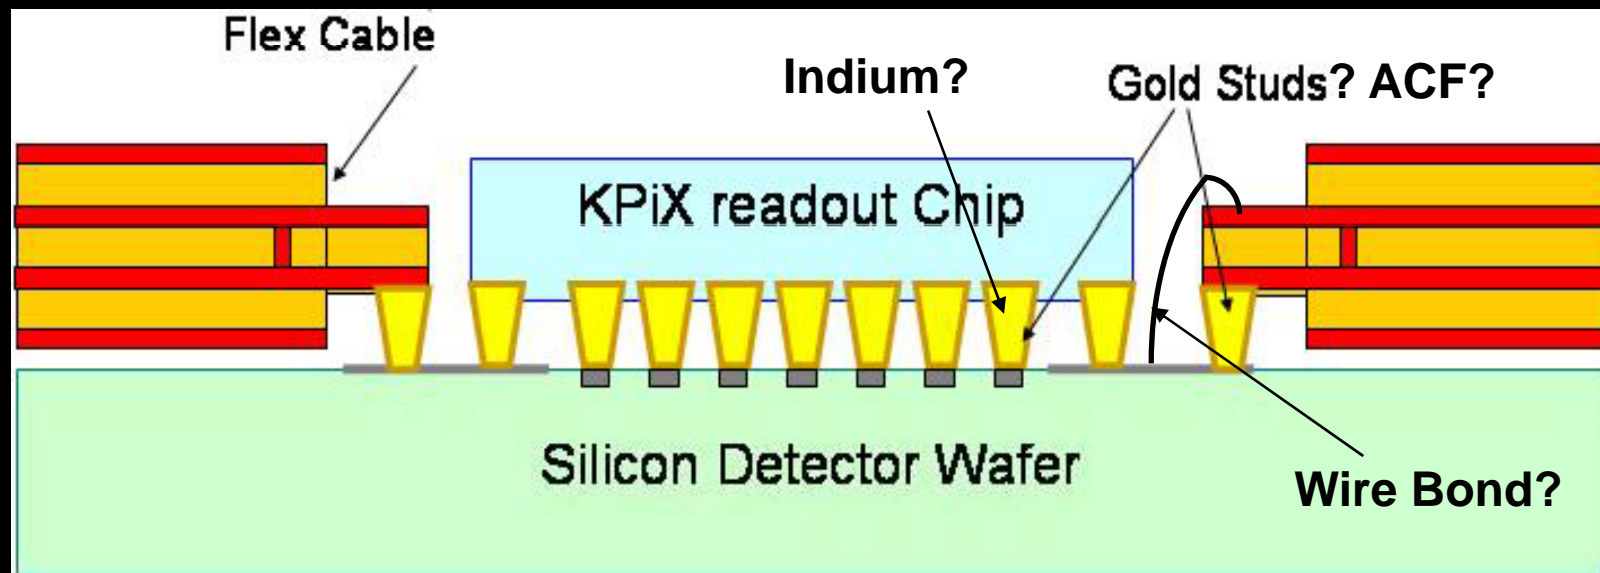 Flex Cable
Indium?
Gold Studs? ACF?
KPiX readout Chip
Silicon Detector Wafer
Wire Bond?